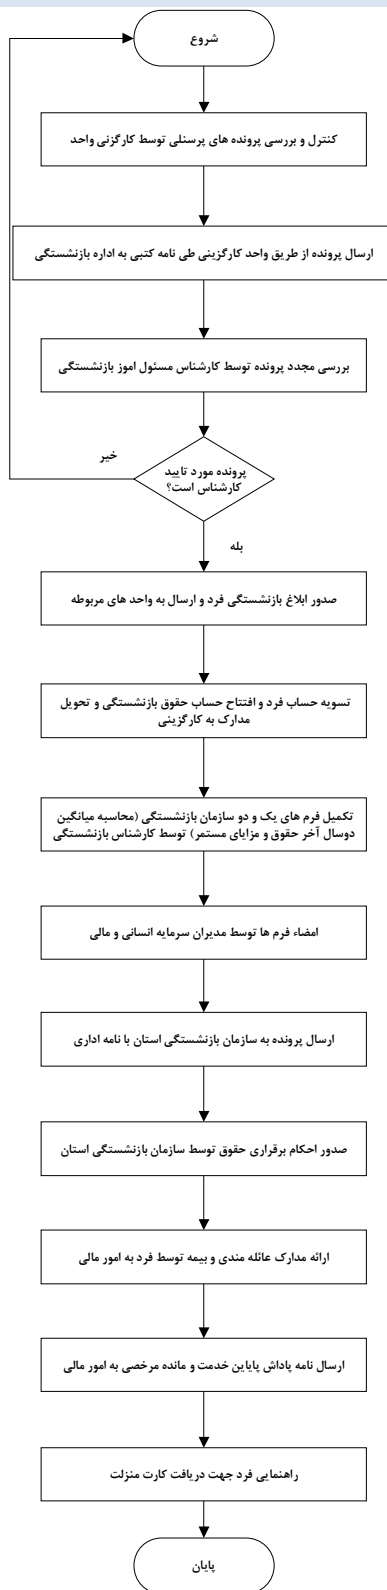 شروع
کنترل و بررسی پرونده های پرسنلی توسط کارگزنی واحد
ارسال پرونده از طریق واحد کارگزینی طی نامه کتبی به اداره بازنشستگی
بررسی مجدد پرونده توسط کارشناس مسئول اموز بازنشستگی
خیر
پرونده مورد تایید
کارشناس است؟
بله
صدور ابلاغ بازنشستگی فرد و ارسال به واحد های مربوطه
تسویه حساب فرد و افتتاح حساب حقوق بازنشستگی و تحویل
مدارک به کارگزینی
تکمیل فرم های یک و دو سازمان بازنشستگی (محاسبه میانگین
دوسال آخر حقوق و مزایای مستمر) توسط کارشناس بازنشستگی
امضاء فرم ها توسط مدیران سرمایه انسانی و مالی
ارسال پرونده به سازمان بازنشستگی استان با نامه اداری
صدور احکام برقراری حقوق توسط سازمان بازنشستگی استان
ارائه مدارک عائله مندی و بیمه توسط فرد به امور مالی
ارسال نامه پاداش پایاین خدمت و مانده مرخصی به امور مالی
راهنمایی فرد جهت دریافت کارت منزلت
پایان